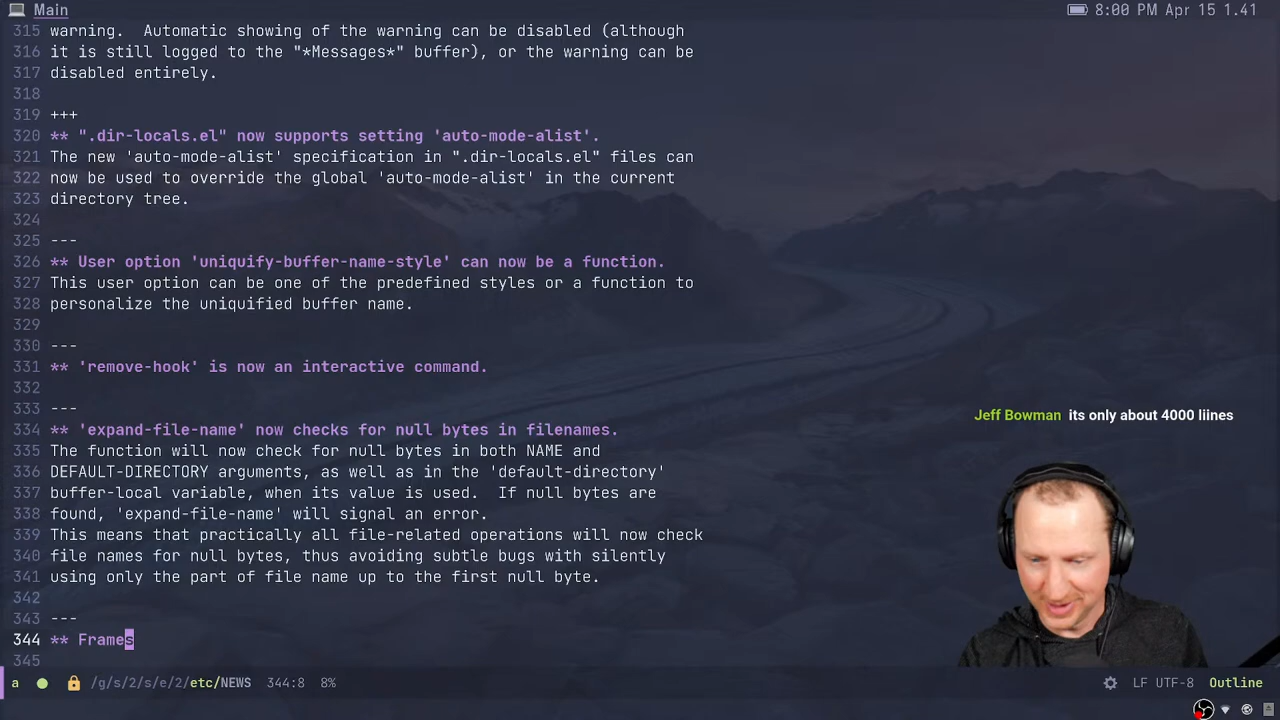 Main
8:00 PM Apr 15 1.41
315 warning.  Automatic showing of the warning can be disabled (although
316 it is still logged to the "*Messages*" buffer), or the warning can be
317 disabled entirely.
318
319 +++
320 ** ".dir-locals.el" now supports setting 'auto-mode-alist'.
321 The new 'auto-mode-alist' specification in ".dir-locals.el" files can
322 now be used to override the global 'auto-mode-alist' in the current
323 directory tree.
324
325 ---
326 ** User option 'uniquify-buffer-name-style' can now be a function.
327 This user option can be one of the predefined styles or a function to
328 personalize the uniquified buffer name.
329
330 ---
331 ** 'remove-hook' is now an interactive command.
332
333 ---
334 ** 'expand-file-name' now checks for null bytes in filenames.
335 The function will now check for null bytes in both NAME and
336 DEFAULT-DIRECTORY arguments, as well as in the 'default-directory'
337 buffer-local variable, when its value is used.  If null bytes are
338 found, 'expand-file-name' will signal an error.
339 This means that practically all file-related operations will now check
340 file names for null bytes, thus avoiding subtle bugs with silently
341 using only the part of file name up to the first null byte.
342
343 ---
344 ** Frames
345
Jeff Bowman its only about 4000 liines
a /g/s/2/s/e/2/etc/NEWS 344:8 8% LF UTF-8 Outline